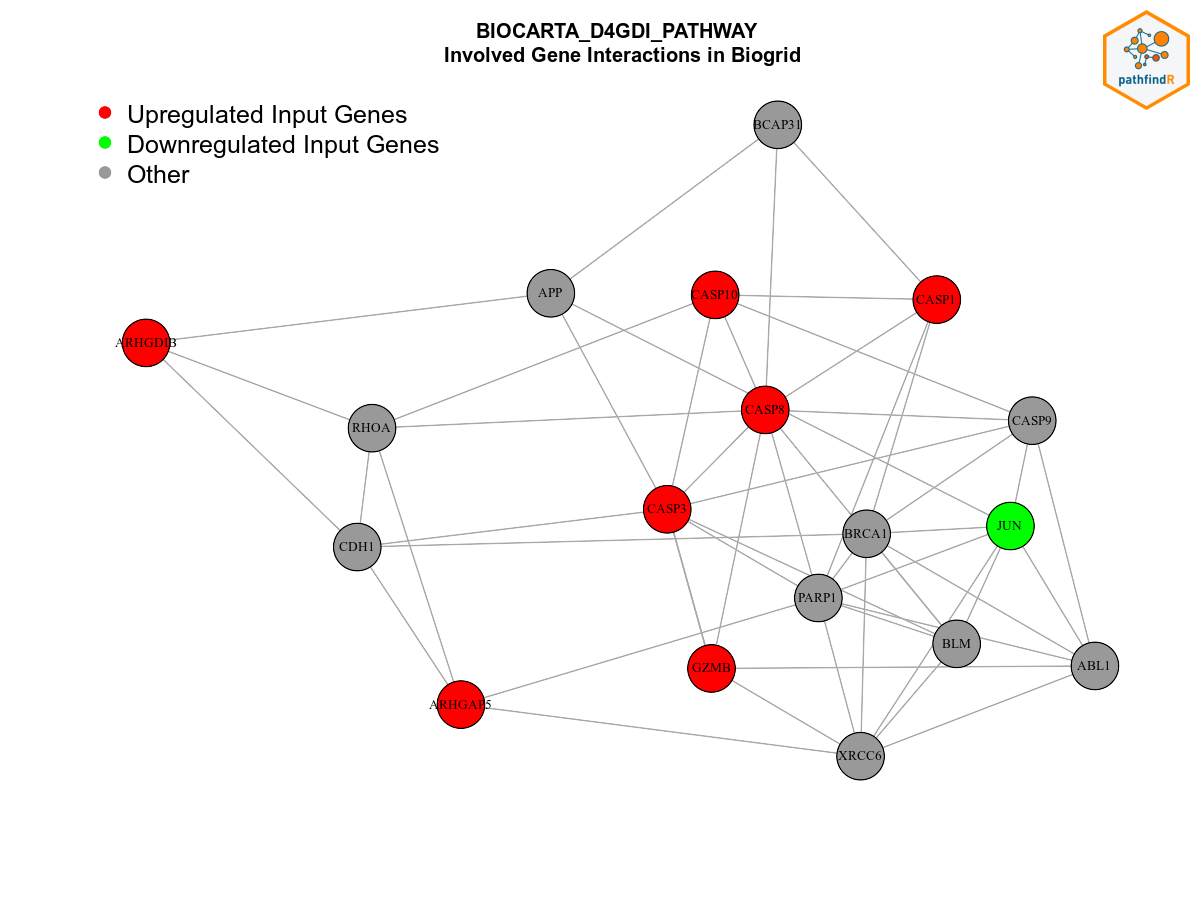 BIOCARTA_D4GDI_PATHWAY
Involved Gene Interactions in Biogrid
pathfindR
Upregulated Input Genes
Downregulated Input Genes
Other
BCAP31
APP
CASP10
CASP1
ARHGDIB
CASP8
CASP9
RHOA
CASP3
JUN
BRCA1
CDH1
PARP1
BLM
ABL1
GZMB
ARHGAP5
XRCC6